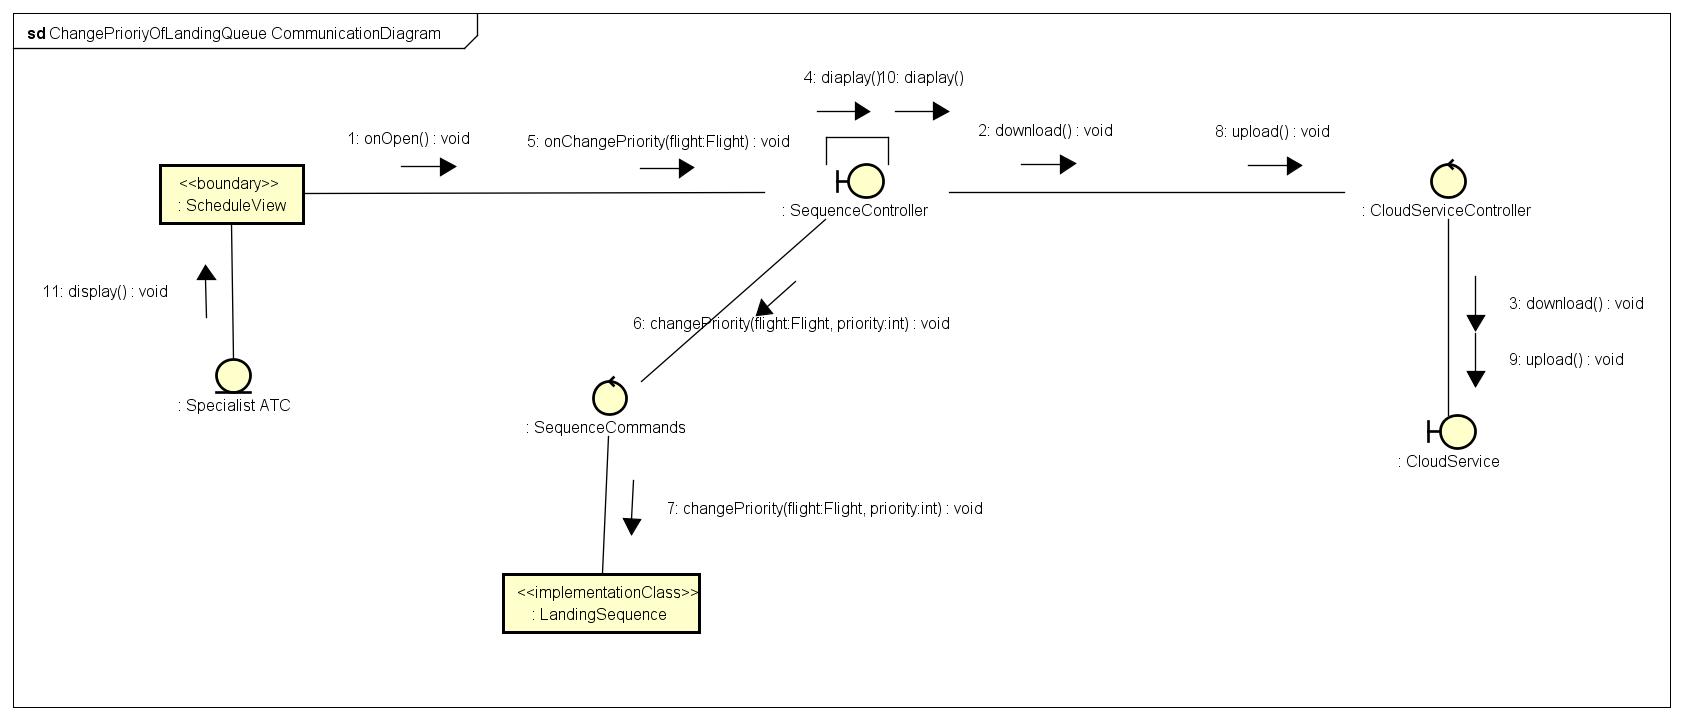 sd ChangePrioriyOfLandingQueue CommunicationDiagram
4: diaplay()
10: diaplay()
1: onOpen() : void
5: onChangePriority(flight:Flight) : void
2: download() : void
8: upload() : void
<<boundary>>
: ScheduleView
: SequenceController
: CloudServiceController
11: display() : void
6: changePriority(flight:Flight, priority:int) : void
3: download() : void
9: upload() : void
: Specialist ATC
: SequenceCommands
: CloudService
7: changePriority(flight:Flight, priority:int) : void
<<implementationClass>>
: LandingSequence